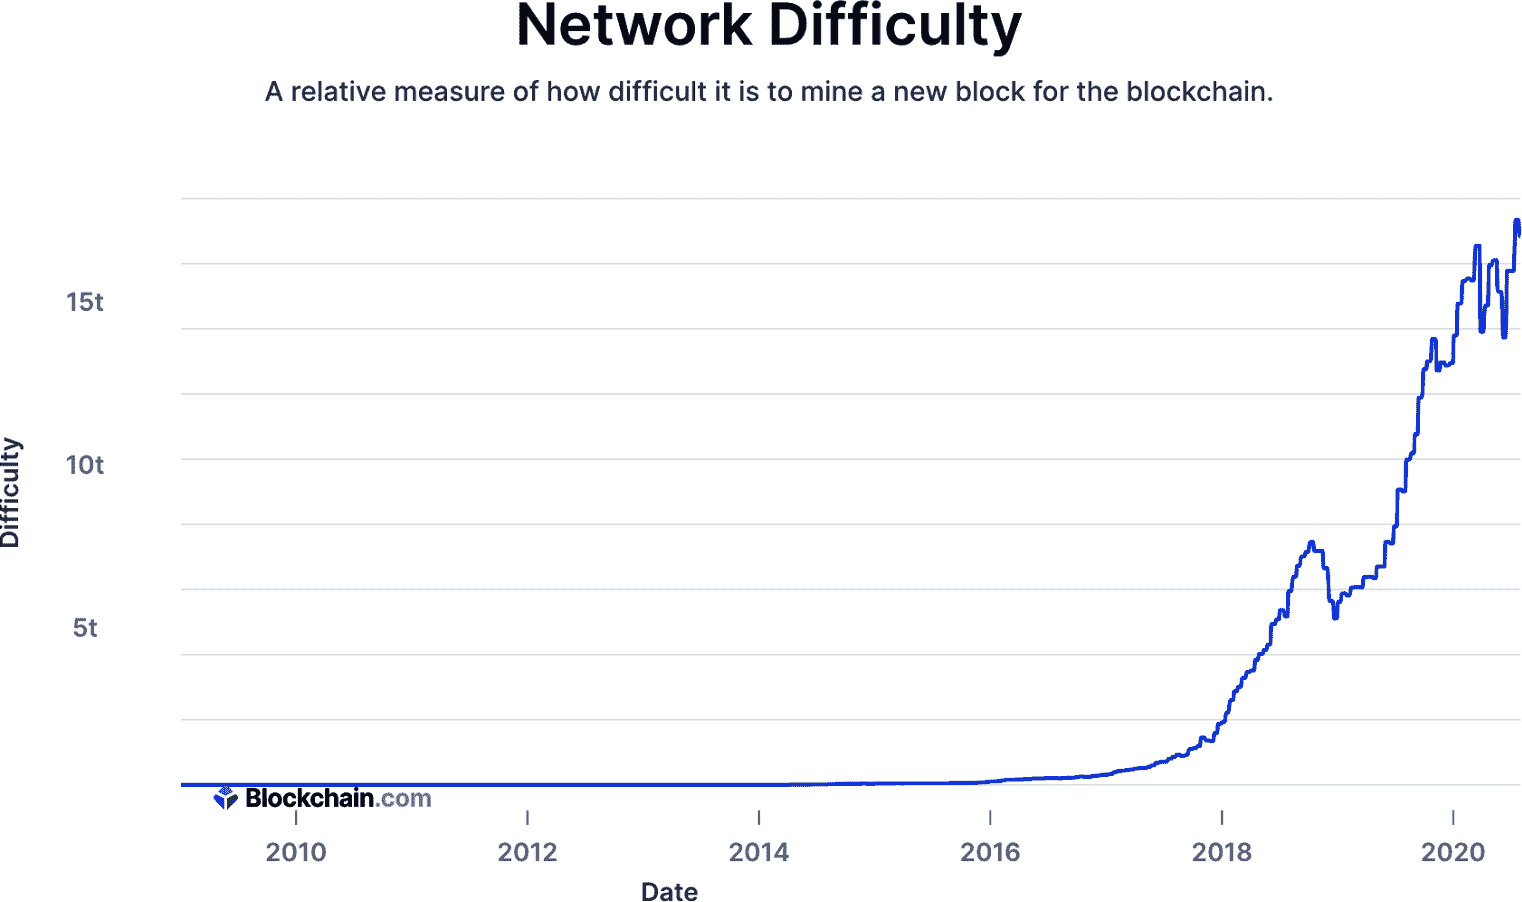 Network Difficulty
A relative measure of how difficult it is to mine a new block for the blockchain.
15t
10t
5t
Difficulty
Blockchain.com
2010 2012 2014 2016 2018 2020
Date